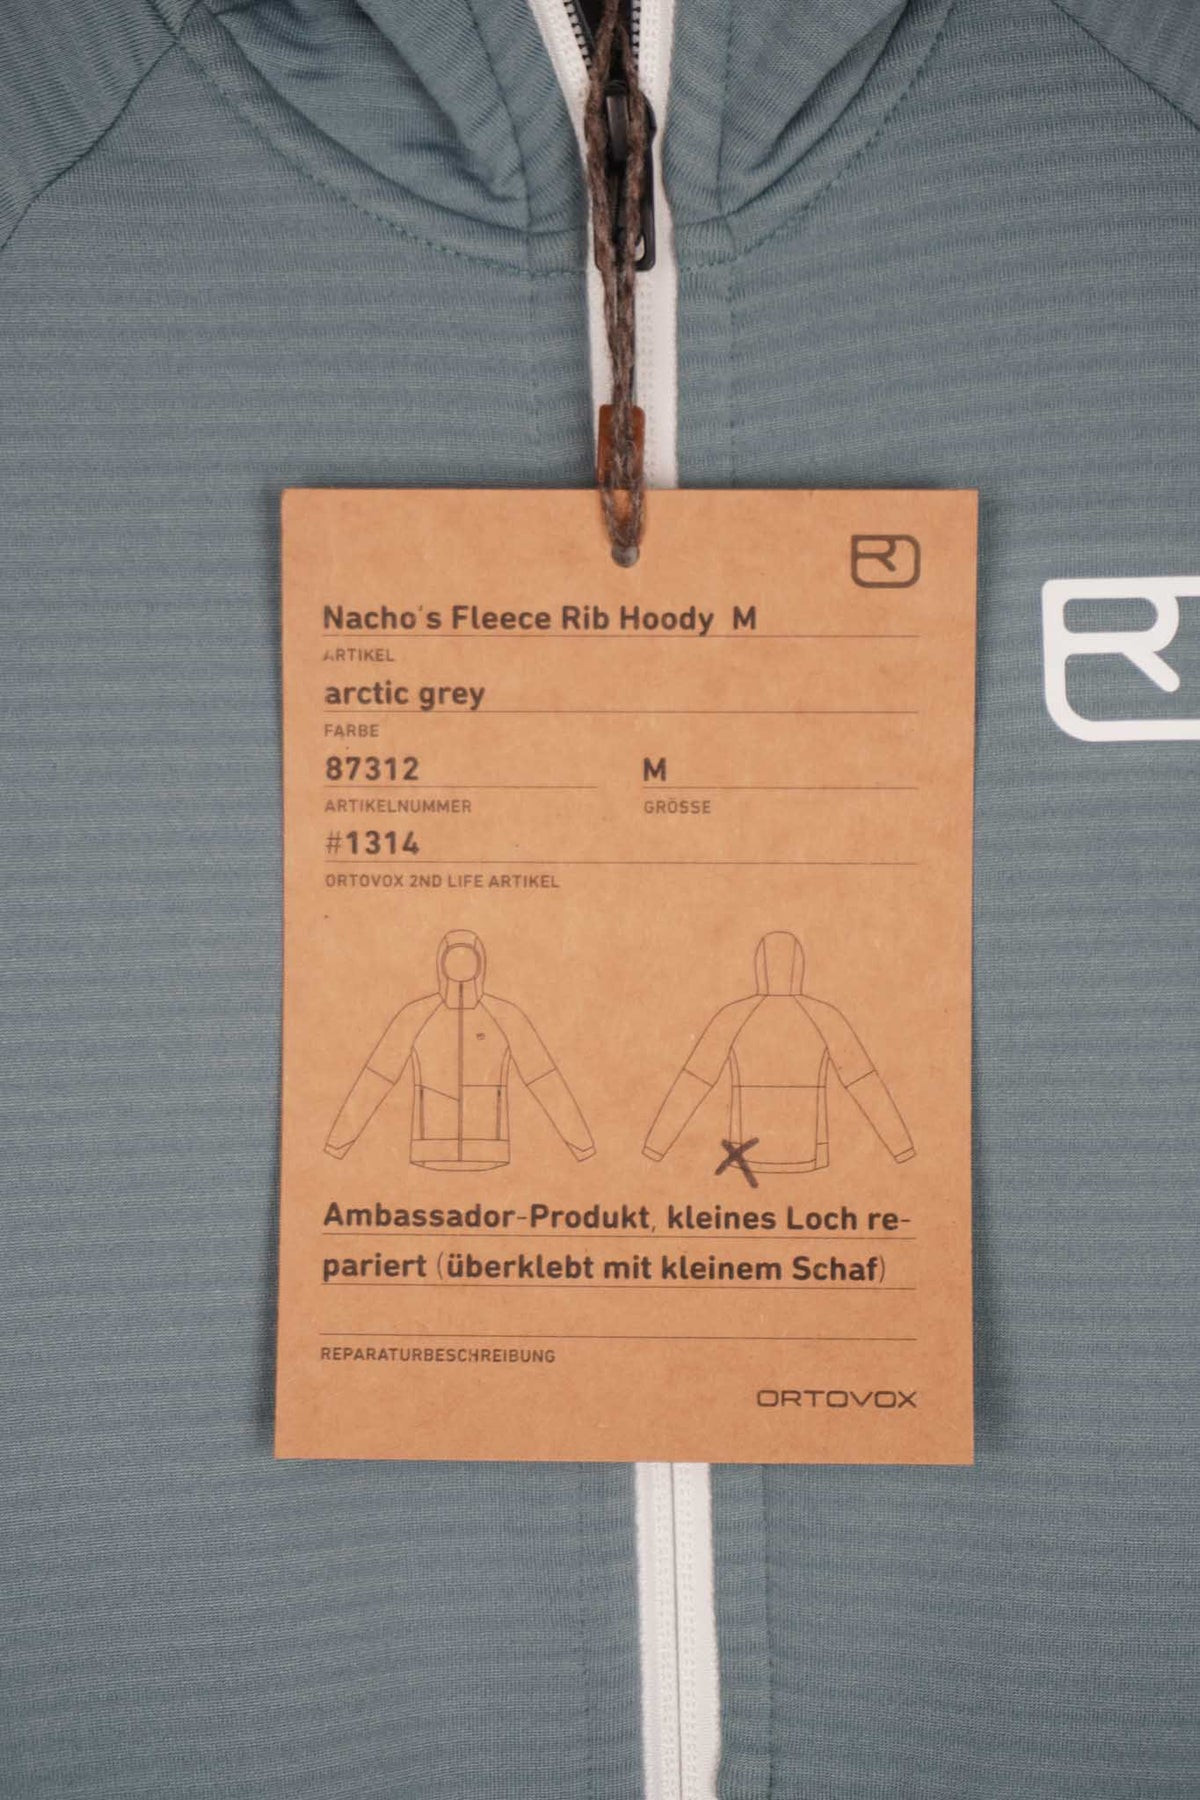 Nacho's Fleece Rib Hoody M
ARTIKEL
arctic grey
FARBE
87312 M
ARTIKELNUMMER GRÖSSE
#1314
ORTOVOX 2ND LIFE ARTIKEL
Ambassador-Produkt, kleines Loch re-
pariert (überklebt mit kleinem Schaf)
REPARATURBESCHREIBUNG
ORTOVOX